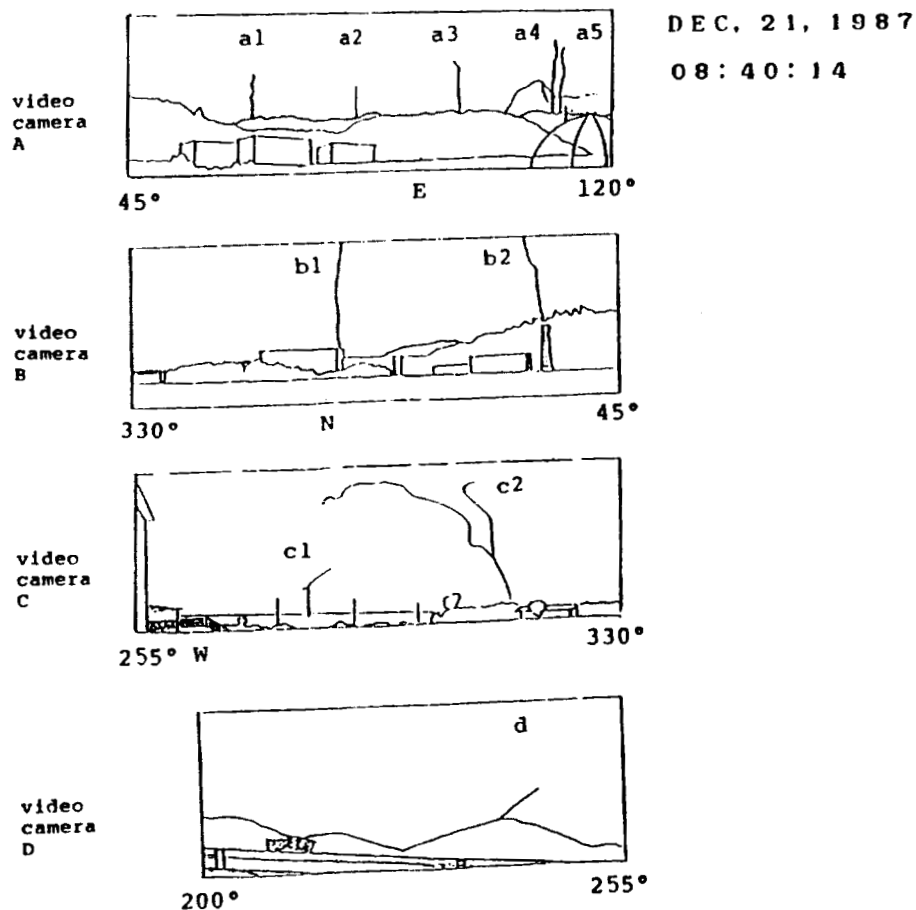 DEC, 21, 1987
08:40:14
video
camera
A
a1 a2 a3 a4 a5
45° E 120°
video
camera
B
b1 b2
330° N 45°
video
camera
C
c1 c2
255° W 330°
video
camera
D
d
200° 255°